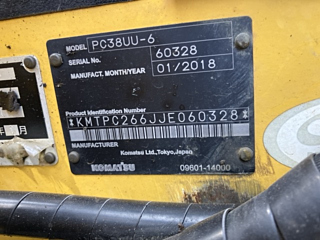 MODEL PC38UU-6
SERIAL NO. 60328
MANUFACT. MONTH/YEAR 01/2018
Product Identification Number
*KMTPC266JJE060328*
MANUFACTURER Komatsu Ltd.,Tokyo,Japan
KOMATSU 09601-14000
月